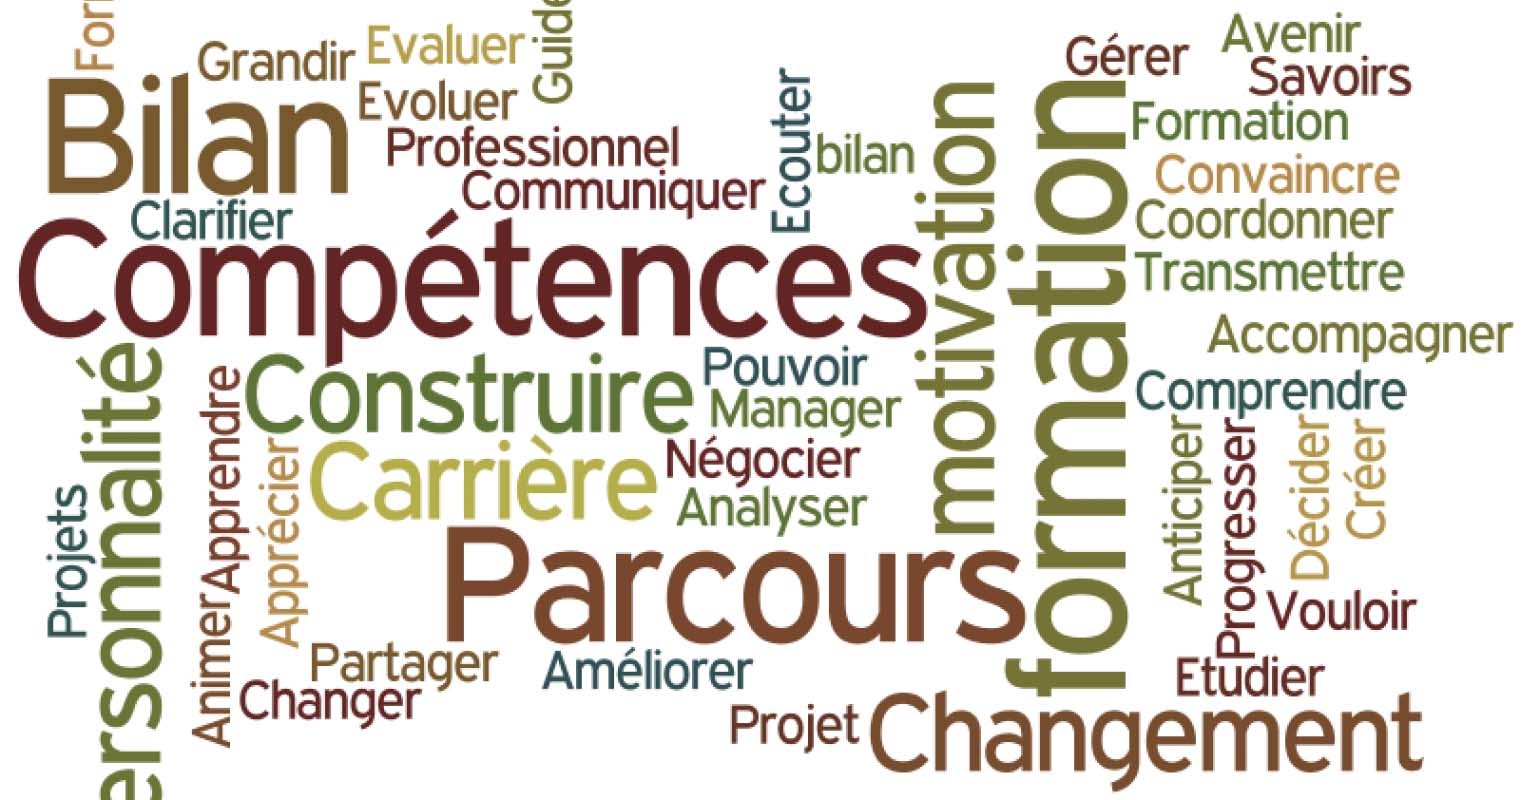 For
Grandir
Evaluer
Guide
Gérer
Avenir
Savoirs
Bilan
Evoluer
Professionnel
Communiquer
Ecouter
bilan
motivation
formation
Formation
Convaincre
Coordonner
Transmettre
Clarifier
Compétences
Accompagner
Comprendre
ersonnalité
Projets
Apprendre
Animer
Apprécier
Construire
Pouvoir
Manager
Carrière
Négocier
Analyser
Parcours
Anticiper
Progresser
Décider
Créer
Vouloir
Etudier
Partager
Améliorer
Changer
Projet
Changement